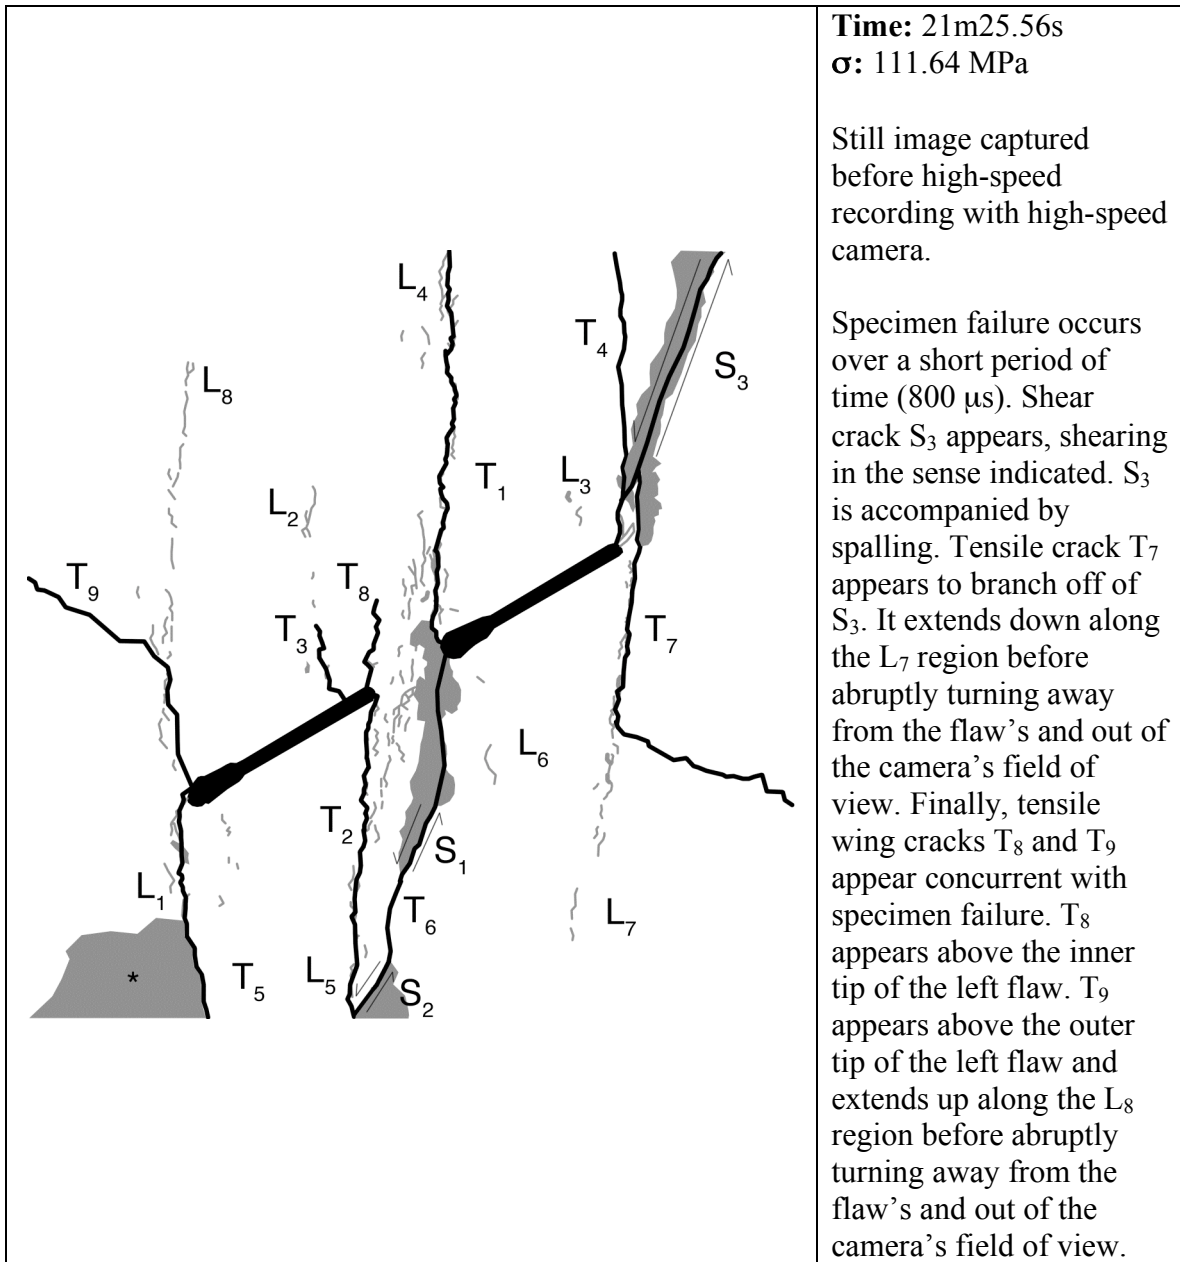 Time: 21m25.56s
σ: 111.64 MPa
Still image captured
before high-speed
recording with high-speed
camera.
Specimen failure occurs
over a short period of
time (800 μs). Shear
crack S₃ appears, shearing
in the sense indicated. S₃
is accompanied by
spalling. Tensile crack T₇
appears to branch off of
S₃. It extends down along
the L₇ region before
abruptly turning away
from the flaw's and out of
the camera's field of
view. Finally, tensile
wing cracks T₈ and T₉
appear concurrent with
specimen failure. T₈
appears above the inner
tip of the left flaw. T₉
appears above the outer
tip of the left flaw and
extends up along the L₈
region before abruptly
turning away from the
flaw's and out of the
camera's field of view.
L₄
T₄
S₃
L₈
L₂
T₁
L₃
T₉
T₈
T₃
T₇
L₆
T₂
S₁
L₁
T₆
L₇
*
T₅
L₅
S₂